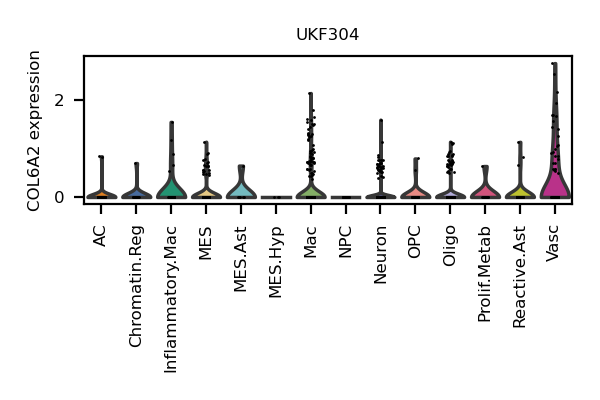 UKF304
COL6A2 expression
2
0
AC
Chromatin.Reg
Inflammatory.Mac
MES
MES.Ast
MES.Hyp
Mac
NPC
Neuron
OPC
Oligo
Prolif.Metab
Reactive.Ast
Vasc